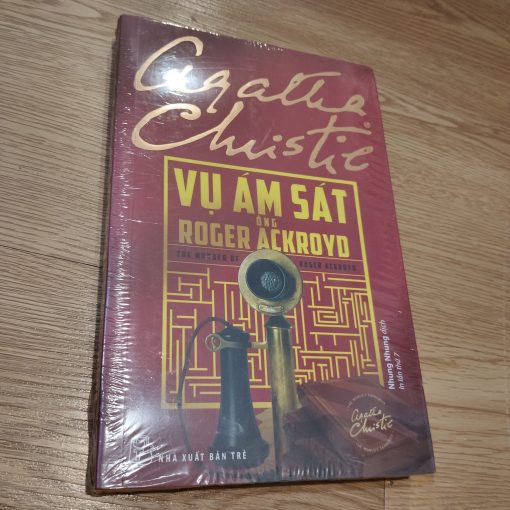 Agatha
Christie
VỤ ÁM SÁT
ÔNG
ROGER ACKROYD
THE MURDER OF ROGER ACKROYD
Nhung Nhung dịch
In lần thứ 7
Agatha
Christie
NHÀ XUẤT BẢN TRẺ